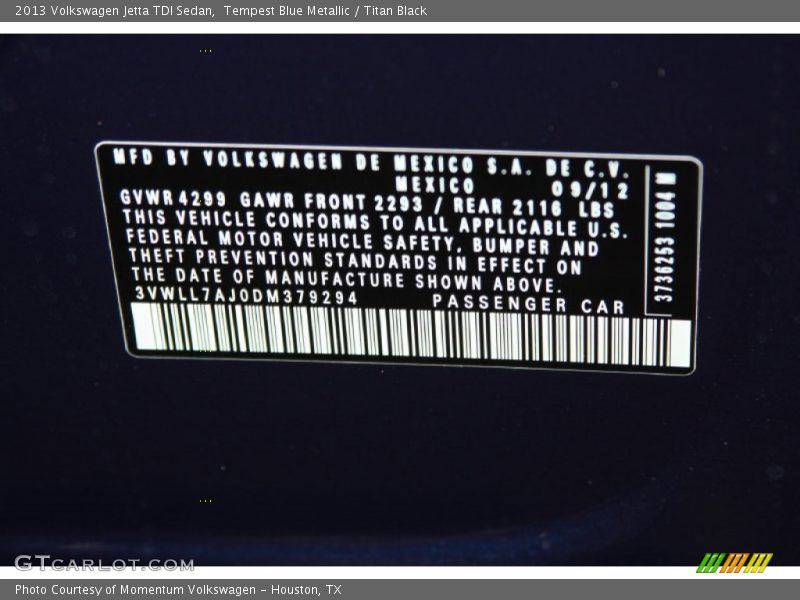 2013 Volkswagen Jetta TDI Sedan,  Tempest Blue Metallic / Titan Black
MFD BY VOLKSWAGEN DE MEXICO S.A. DE C.V.
MEXICO 09/12
GVWR 4299 GAWR FRONT 2293 / REAR 2116 LBS
THIS VEHICLE CONFORMS TO ALL APPLICABLE U.S.
FEDERAL MOTOR VEHICLE SAFETY, BUMPER AND
THEFT PREVENTION STANDARDS IN EFFECT ON
THE DATE OF MANUFACTURE SHOWN ABOVE.
3VWLL7AJ0DM379294 PASSENGER CAR
3736253 1004 M
GTCARLOT.COM
Photo Courtesy of Momentum Volkswagen - Houston, TX